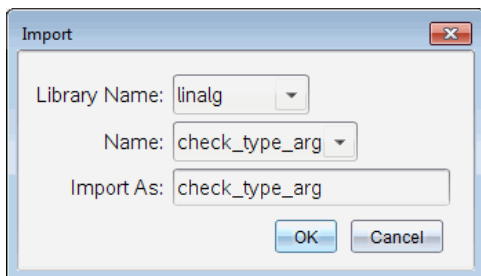 Import
Library Name: linalg
Name: check_type_arg
Import As: check_type_arg
OK Cancel